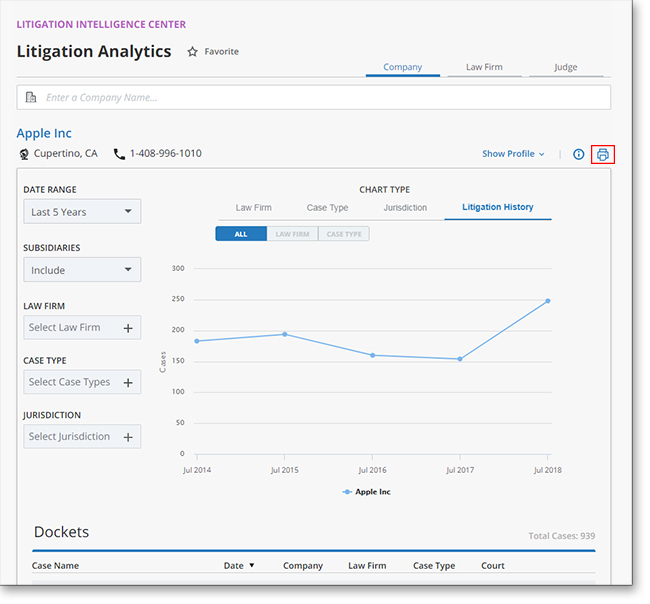 LITIGATION INTELLIGENCE CENTER
Litigation Analytics Favorite
Company Law Firm Judge
Enter a Company Name...
Apple Inc
Cupertino, CA 1-408-996-1010 Show Profile
DATE RANGE
Last 5 Years
SUBSIDIARIES
Include
LAW FIRM
Select Law Firm +
CASE TYPE
Select Case Types +
JURISDICTION
Select Jurisdiction +
CHART TYPE
Law Firm Case Type Jurisdiction Litigation History
ALL LAW FIRM CASE TYPE
300
250
200
150
100
50
0
Cases
Jul 2014 Jul 2015 Jul 2016 Jul 2017 Jul 2018
Apple Inc
Dockets Total Cases: 939
Case Name Date ▼ Company Law Firm Case Type Court